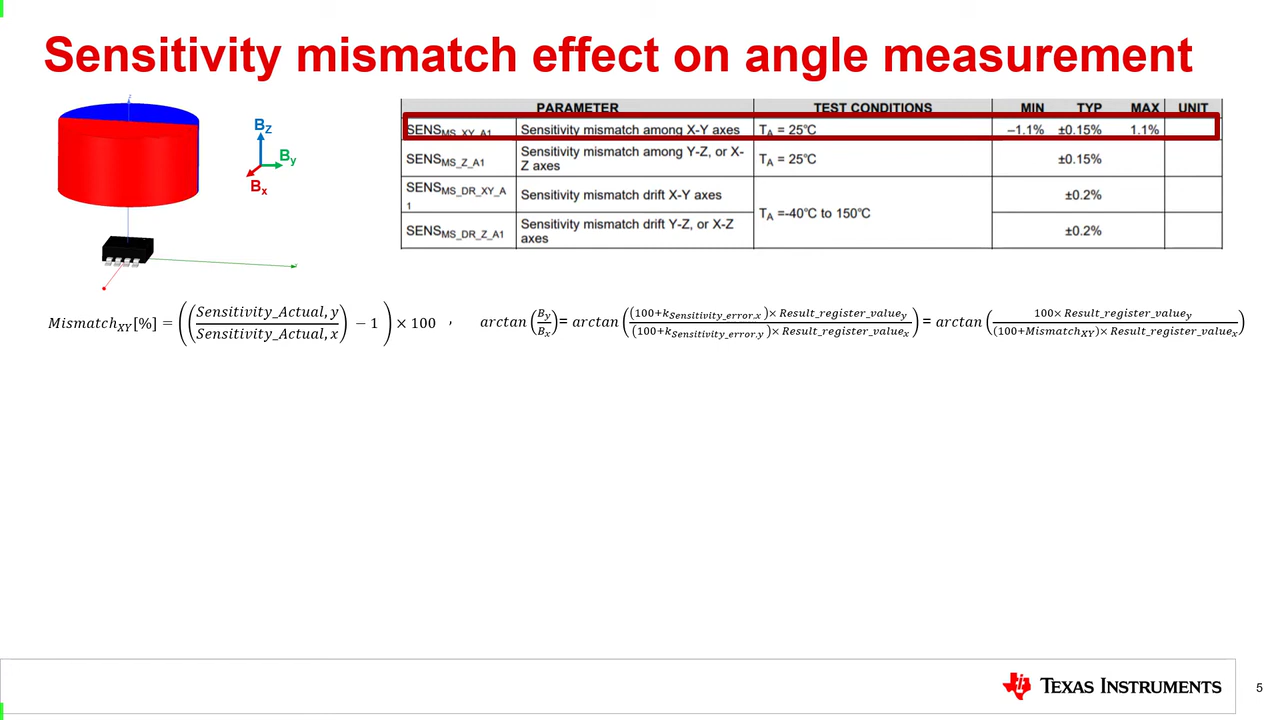 Sensitivity mismatch effect on angle measurement
B_Z
B_y
B_x
PARAMETER TEST CONDITIONS MIN TYP MAX UNIT
SENS_MS_XY_A1 Sensitivity mismatch among X-Y axes T_A = 25℃ –1.1% ±0.15% 1.1%
SENS_MS_Z_A1 Sensitivity mismatch among Y-Z, or X-
Z axes T_A = 25℃ ±0.15%
SENS_MS_DR_XY_A
1 Sensitivity mismatch drift X-Y axes T_A =-40℃ to 150℃ ±0.2%
SENS_MS_DR_Z_A1 Sensitivity mismatch drift Y-Z, or X-Z
axes ±0.2%
Mismatch_XY[%] = ((Sensitivity_Actual, y / Sensitivity_Actual, x) − 1) × 100 , arctan(B_y / B_x) = arctan((100+k_Sensitivity_error,x)× Result_register_value_y / (100+k_Sensitivity_error,y)× Result_register_value_x) = arctan(100× Result_register_value_y / (100+Mismatch_XY)× Result_register_value_x)
TEXAS INSTRUMENTS
5